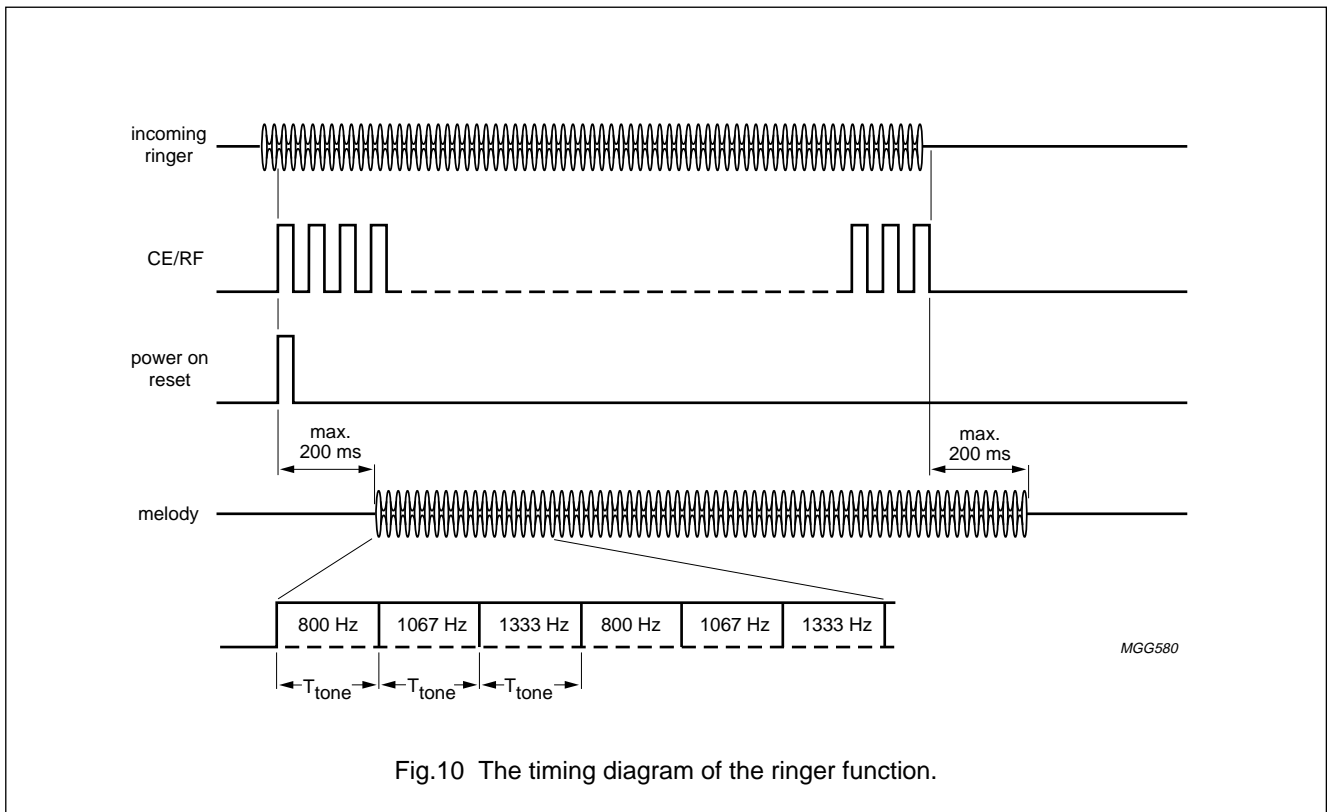 incoming
ringer
CE/RF
power on
reset
max.
200 ms
max.
200 ms
melody
800 Hz 1067 Hz 1333 Hz 800 Hz 1067 Hz 1333 Hz
MGG580
Ttone Ttone Ttone
Fig.10 The timing diagram of the ringer function.